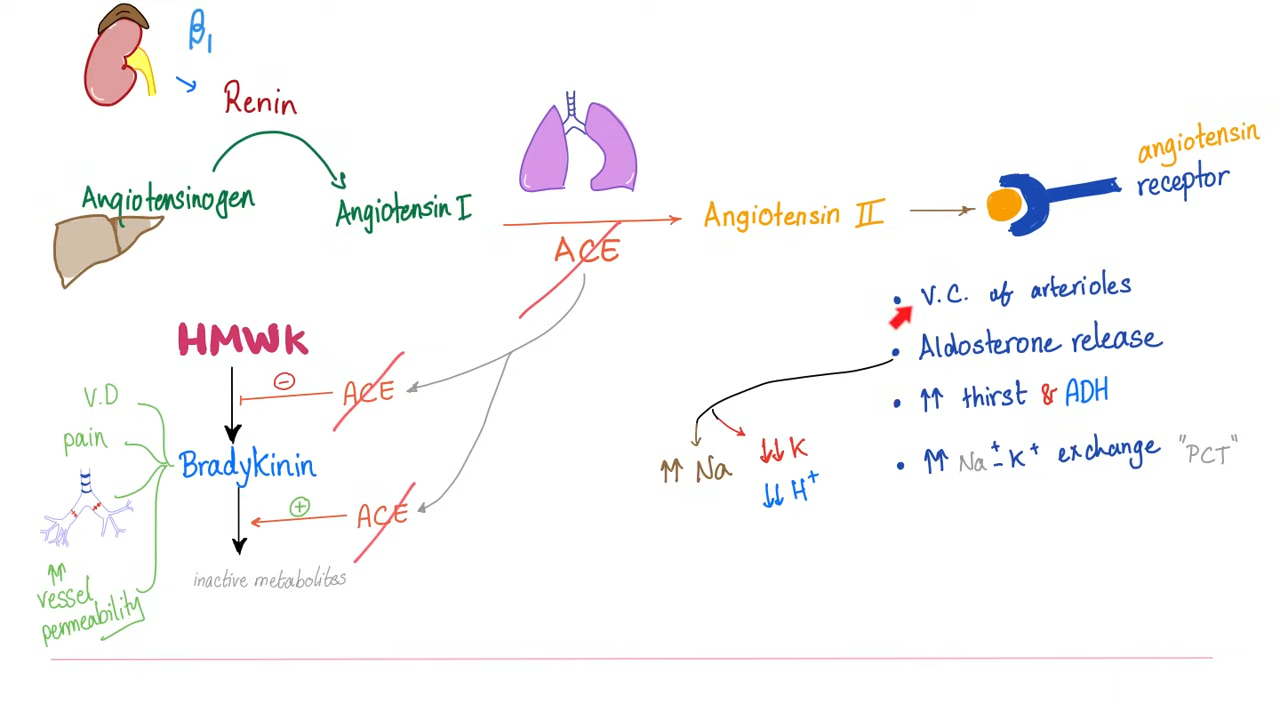 β1
Renin
Angiotensinogen
Angiotensin I
ACE
Angiotensin II
angiotensin
receptor
• V.C. of arterioles
• Aldosterone release
• ↑↑ thirst & ADH
• ↑↑ Na+-K+ exchange "PCT"
↑↑ Na
↓↓ K
↓↓ H+
HMWK
⊖
ACE
V.D
pain
Bradykinin
⊕
ACE
inactive metabolites
↑↑
vessel
permeability